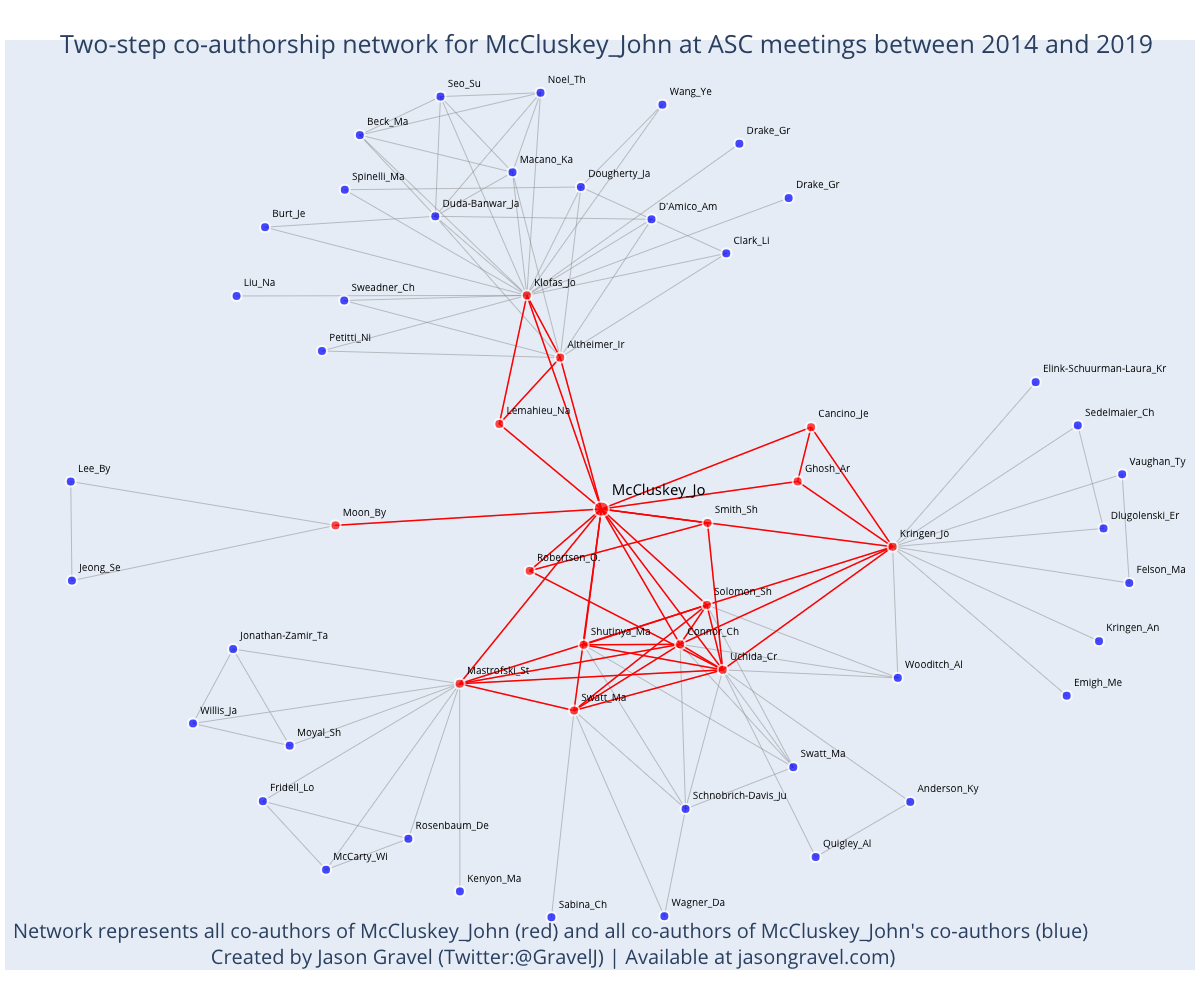 Two-step co-authorship network for McCluskey_John at ASC meetings between 2014 and 2019
Seo_Su
Noel_Th
Wang_Ye
Beck_Ma
Drake_Gr
Macano_Ka
Spinelli_Ma
Dougherty_Ja
Drake_Gr
Duda-Banwar_Ja
D'Amico_Am
Burt_Je
Clark_Li
Liu_Na
Sweadner_Ch
Klofas_Jo
Petitti_Ni
Altheimer_Ir
Elink-Schuurman-Laura_Kr
Lemahieu_Na
Cancino_Je
Sedelmaier_Ch
Lee_By
Ghosh_Ar
Vaughan_Ty
McCluskey_Jo
Moon_By
Smith_Sh
Dlugolenski_Er
Kringen_Jo
Robertson_O.
Jeong_Se
Felson_Ma
Solomon_Sh
Jonathan-Zamir_Ta
Shutinya_Ma
Connor_Ch
Kringen_An
Mastrofski_St
Uchida_Cr
Wooditch_Al
Swatt_Ma
Emigh_Me
Willis_Ja
Moyal_Sh
Swatt_Ma
Fridell_Lo
Schnobrich-Davis_Ju
Anderson_Ky
Rosenbaum_De
Quigley_Al
McCarty_Wi
Kenyon_Ma
Sabina_Ch
Wagner_Da
Network represents all co-authors of McCluskey_John (red) and all co-authors of McCluskey_John's co-authors (blue)
Created by Jason Gravel (Twitter:@GravelJ) | Available at jasongravel.com)